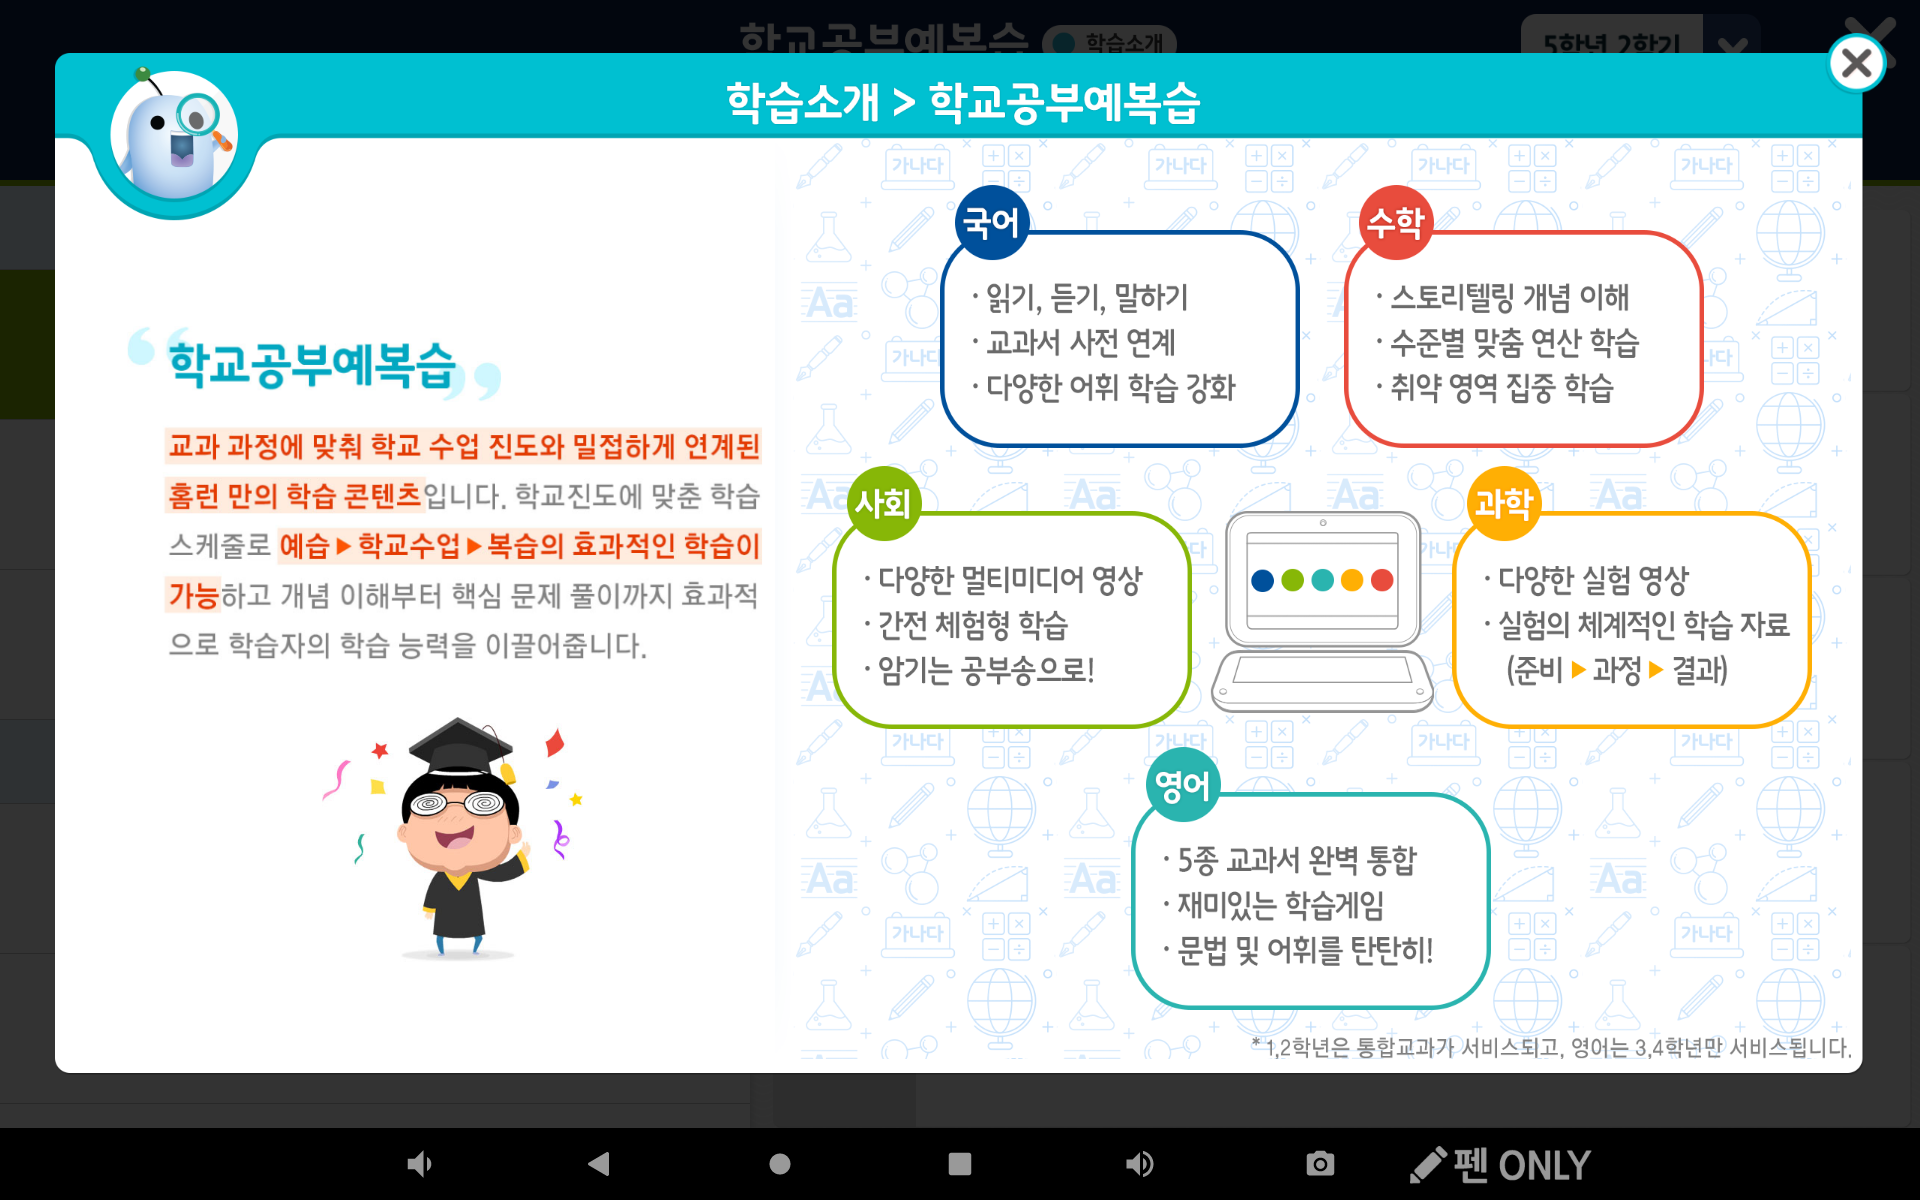 학교공부예복습
학습소개
5학년 2학기
학습소개 > 학교공부예복습
“학교공부예복습”
교과 과정에 맞춰 학교 수업 진도와 밀접하게 연계된
홈런 만의 학습 콘텐츠입니다. 학교진도에 맞춘 학습
스케줄로 예습▶학교수업▶복습의 효과적인 학습이
가능하고 개념 이해부터 핵심 문제 풀이까지 효과적
으로 학습자의 학습 능력을 이끌어줍니다.
국어
· 읽기, 듣기, 말하기
· 교과서 사전 연계
· 다양한 어휘 학습 강화
수학
· 스토리텔링 개념 이해
· 수준별 맞춤 연산 학습
· 취약 영역 집중 학습
사회
· 다양한 멀티미디어 영상
· 간전 체험형 학습
· 암기는 공부송으로!
과학
· 다양한 실험 영상
· 실험의 체계적인 학습 자료
(준비 ▶ 과정 ▶ 결과)
영어
· 5종 교과서 완벽 통합
· 재미있는 학습게임
· 문법 및 어휘를 탄탄히!
* 1,2학년은 통합교과가 서비스되고, 영어는 3,4학년만 서비스됩니다.
펜 ONLY